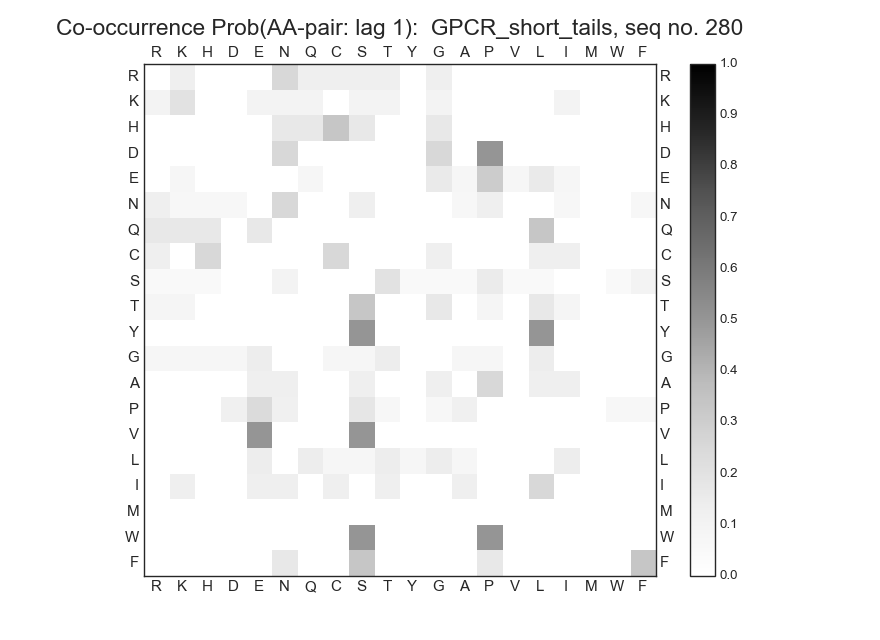 Co-occurrence Prob(AA-pair: lag 1):  GPCR_short_tails, seq no. 280
R K H D E N Q C S T Y G A P V L I M W F
R R 1.0
K K
0.9
H H
D D 0.8
E E
0.7
N N
Q Q 0.6
C C
S S
T T 0.5
Y Y
G G 0.4
A A
0.3
P P
V V
0.2
L L
I I
0.1
M M
W W
F F
0.0
R K H D E N Q C S T Y G A P V L I M W F